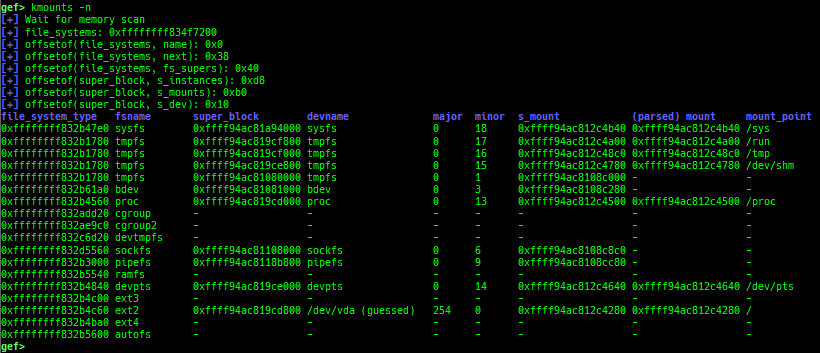 gef> kmounts -n
[+] Wait for memory scan
[+] file_systems: 0xffffffff834f7200
[+] offsetof(file_systems, name): 0x0
[+] offsetof(file_systems, next): 0x38
[+] offsetof(file_systems, fs_supers): 0x40
[+] offsetof(super_block, s_instances): 0xd8
[+] offsetof(super_block, s_mounts): 0xb0
[+] offsetof(super_block, s_dev): 0x10
file_system_type fsname super_block devname major minor s_mount (parsed) mount mount_point
0xffffffff832b47e0 sysfs 0xffff94ac81a94000 sysfs 0 18 0xffff94ac812c4b40 0xffff94ac812c4b40 /sys
0xffffffff832b1780 tmpfs 0xffff94ac819cf800 tmpfs 0 17 0xffff94ac812c4a00 0xffff94ac812c4a00 /run
0xffffffff832b1780 tmpfs 0xffff94ac819cf000 tmpfs 0 16 0xffff94ac812c48c0 0xffff94ac812c48c0 /tmp
0xffffffff832b1780 tmpfs 0xffff94ac819ce800 tmpfs 0 15 0xffff94ac812c4780 0xffff94ac812c4780 /dev/shm
0xffffffff832b1780 tmpfs 0xffff94ac81080000 tmpfs 0 1 0xffff94ac8108c000 - -
0xffffffff832b61a0 bdev 0xffff94ac81081000 bdev 0 3 0xffff94ac8108c280 - -
0xffffffff832b4560 proc 0xffff94ac819cd000 proc 0 13 0xffff94ac812c4500 0xffff94ac812c4500 /proc
0xffffffff832add20 cgroup - - - - - - -
0xffffffff832ae9c0 cgroup2 - - - - - - -
0xffffffff832c6d20 devtmpfs - - - - - - -
0xffffffff832d5560 sockfs 0xffff94ac81108000 sockfs 0 6 0xffff94ac8108c8c0 - -
0xffffffff832b3000 pipefs 0xffff94ac8118b800 pipefs 0 9 0xffff94ac8108cc80 - -
0xffffffff832b5540 ramfs - - - - - - -
0xffffffff832b4840 devpts 0xffff94ac819ce000 devpts 0 14 0xffff94ac812c4640 0xffff94ac812c4640 /dev/pts
0xffffffff832b4c00 ext3 - - - - - - -
0xffffffff832b4c60 ext2 0xffff94ac819cd800 /dev/vda (guessed) 254 0 0xffff94ac812c4280 0xffff94ac812c4280 /
0xffffffff832b4ba0 ext4 - - - - - - -
0xffffffff832b5600 autofs - - - - - - -
gef>